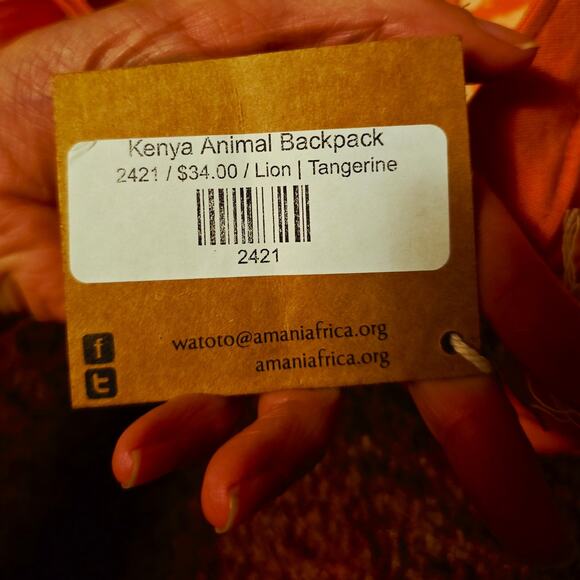 Kenya Animal Backpack
2421 / $34.00 / Lion | Tangerine
2421
f
watoto@amaniafrica.org
t
amaniafrica.org